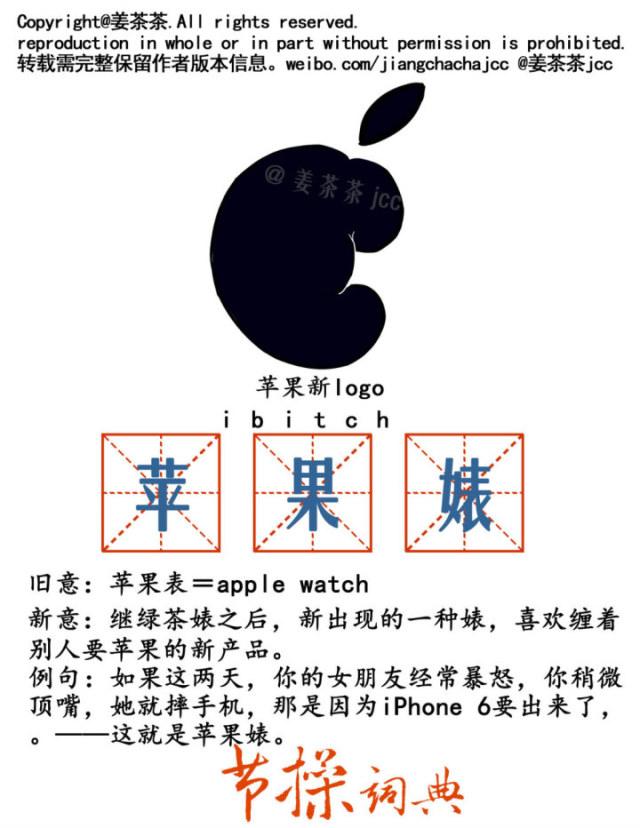 Copyright@姜茶茶.All rights reserved.
reproduction in whole or in part without permission is prohibited.
转载需完整保留作者版本信息。weibo.com/jiangchachajcc @姜茶茶jcc
@姜茶茶jcc
苹果新logo
ibitch
苹果婊
旧意：苹果表＝apple watch
新意：继绿茶婊之后，新出现的一种婊，喜欢缠着
别人要苹果的新产品。
例句：如果这两天，你的女朋友经常暴怒，你稍微
顶嘴，她就摔手机，那是因为iPhone 6要出来了，
。——这就是苹果婊。
节操词典